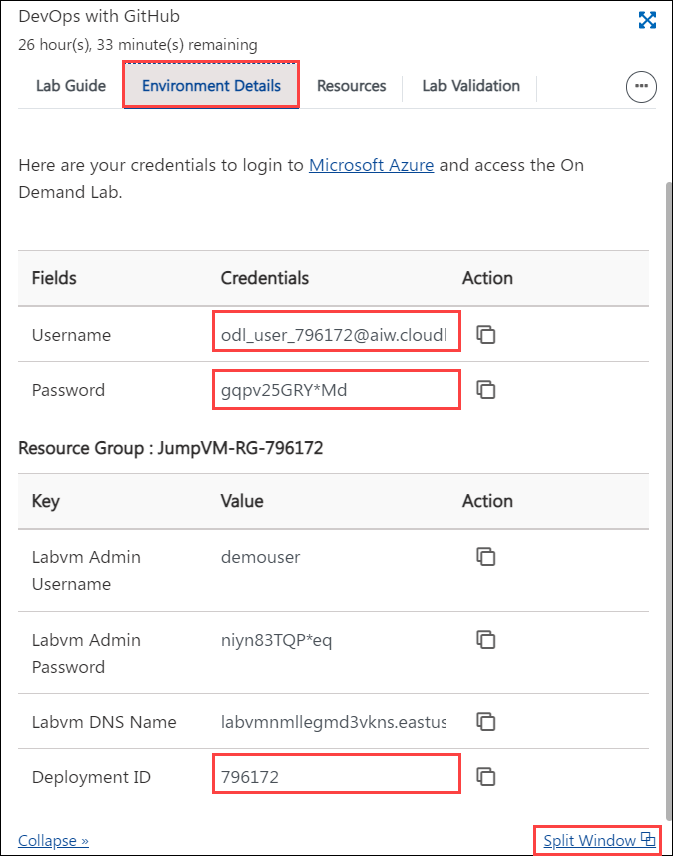 DevOps with GitHub
26 hour(s), 33 minute(s) remaining
Lab Guide Environment Details Resources Lab Validation
Here are your credentials to login to Microsoft Azure and access the On
Demand Lab.
Fields Credentials Action
Username odl_user_796172@aiw.cloudl
Password gqpv25GRY*Md
Resource Group : JumpVM-RG-796172
Key Value Action
Labvm Admin demouser
Username
Labvm Admin niyn83TQP*eq
Password
Labvm DNS Name labvmnmllegmd3vkns.eastus
Deployment ID 796172
Collapse » Split Window